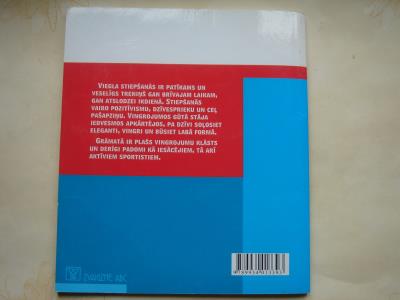 Viegla stiepšanās ir patīkams un
veselīgs treniņš gan brīvajam laikam,
gan atslodzei ikdienā. Stiepšanās
vairo pozitīvismu, dzīvesprieku un ceļ
pašapziņu. Vingrojumos gūtā stāja
iedvesmos apkārtējos, pa dzīvi soļosiet
eleganti, vingri un būsiet labā formā.
Grāmatā ir plašs vingrojumu klāsts
un derīgi padomi kā iesācējiem, tā arī
aktīviem sportistiem.
ZVAIGZNE ABC